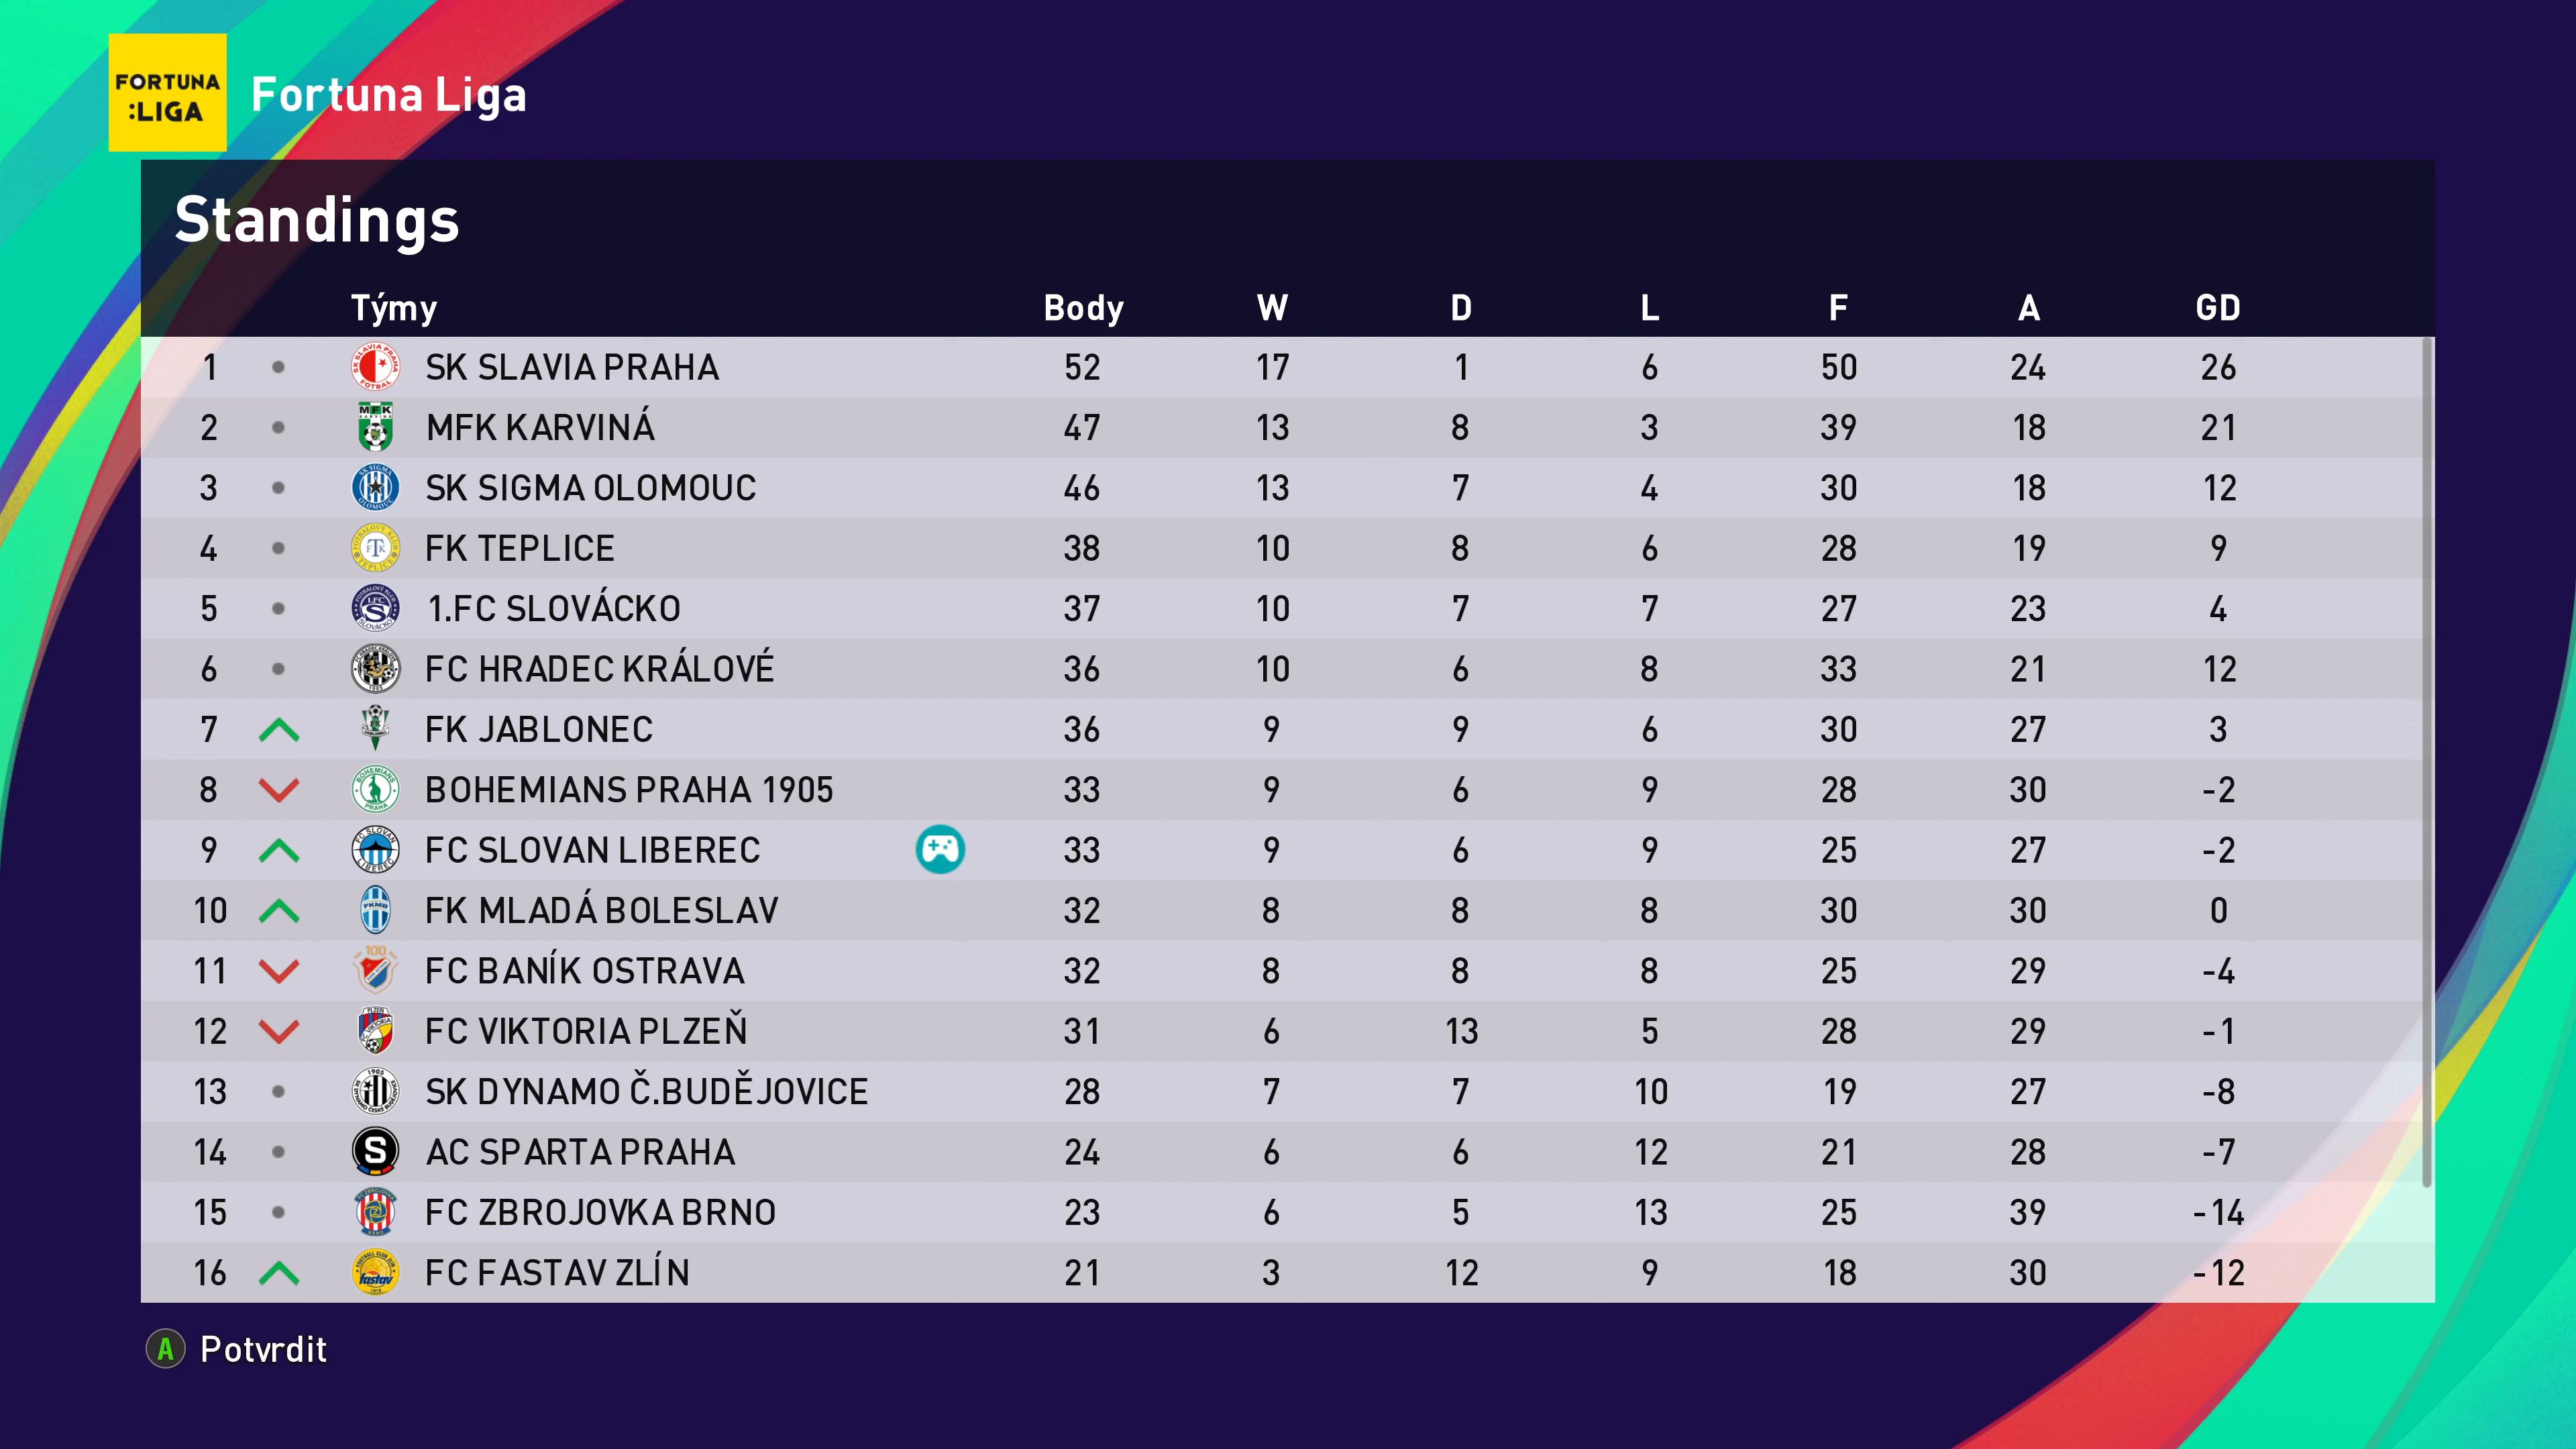 FORTUNA
:LIGA
Fortuna Liga
Standings
Týmy Body W D L F A GD
1 SK SLAVIA PRAHA 52 17 1 6 50 24 26
2 MFK KARVINÁ 47 13 8 3 39 18 21
3 SK SIGMA OLOMOUC 46 13 7 4 30 18 12
4 FK TEPLICE 38 10 8 6 28 19 9
5 1.FC SLOVÁCKO 37 10 7 7 27 23 4
6 FC HRADEC KRÁLOVÉ 36 10 6 8 33 21 12
7 FK JABLONEC 36 9 9 6 30 27 3
8 BOHEMIANS PRAHA 1905 33 9 6 9 28 30 -2
9 FC SLOVAN LIBEREC 33 9 6 9 25 27 -2
10 FK MLADÁ BOLESLAV 32 8 8 8 30 30 0
11 FC BANÍK OSTRAVA 32 8 8 8 25 29 -4
12 FC VIKTORIA PLZEŇ 31 6 13 5 28 29 -1
13 SK DYNAMO Č.BUDĚJOVICE 28 7 7 10 19 27 -8
14 AC SPARTA PRAHA 24 6 6 12 21 28 -7
15 FC ZBROJOVKA BRNO 23 6 5 13 25 39 -14
16 FC FASTAV ZLÍN 21 3 12 9 18 30 -12
A Potvrdit